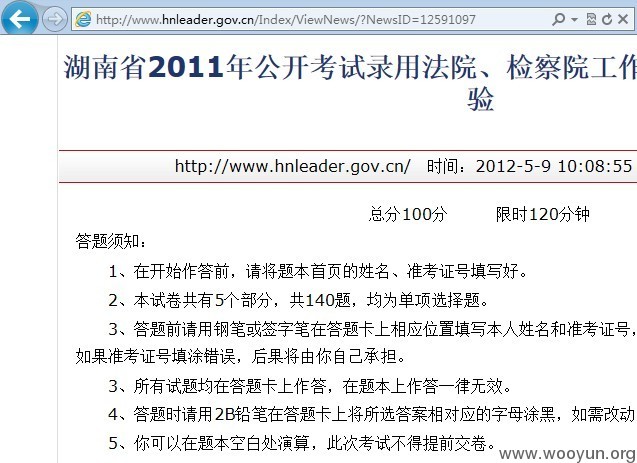 http://www.hnleader.gov.cn/Index/ViewNews/?NewsID=12591097
湖南省2011年公开考试录用法院、检察院工作
验
http://www.hnleader.gov.cn/ 时间：2012-5-9 10:08:55
总分100分 限时120分钟
答题须知：
1、在开始作答前，请将题本首页的姓名、准考证号填写好。
2、本试卷共有5个部分，共140题，均为单项选择题。
3、答题前请用钢笔或签字笔在答题卡上相应位置填写本人姓名和准考证号，
如果准考证号填涂错误，后果将由你自己承担。
3、所有试题均在答题卡上作答，在题本上作答一律无效。
4、答题时请用2B铅笔在答题卡上将所选答案相对应的字母涂黑，如需改动
5、你可以在题本空白处演算，此次考试不得提前交卷。
www.wooyun.org